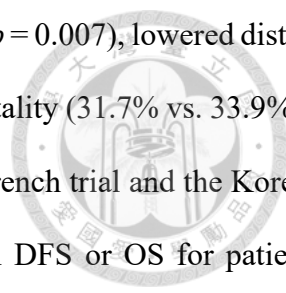 p = 0.007), lowered dist
tality (31.7% vs. 33.9%
rench trial and the Kore
DFS or OS for patie